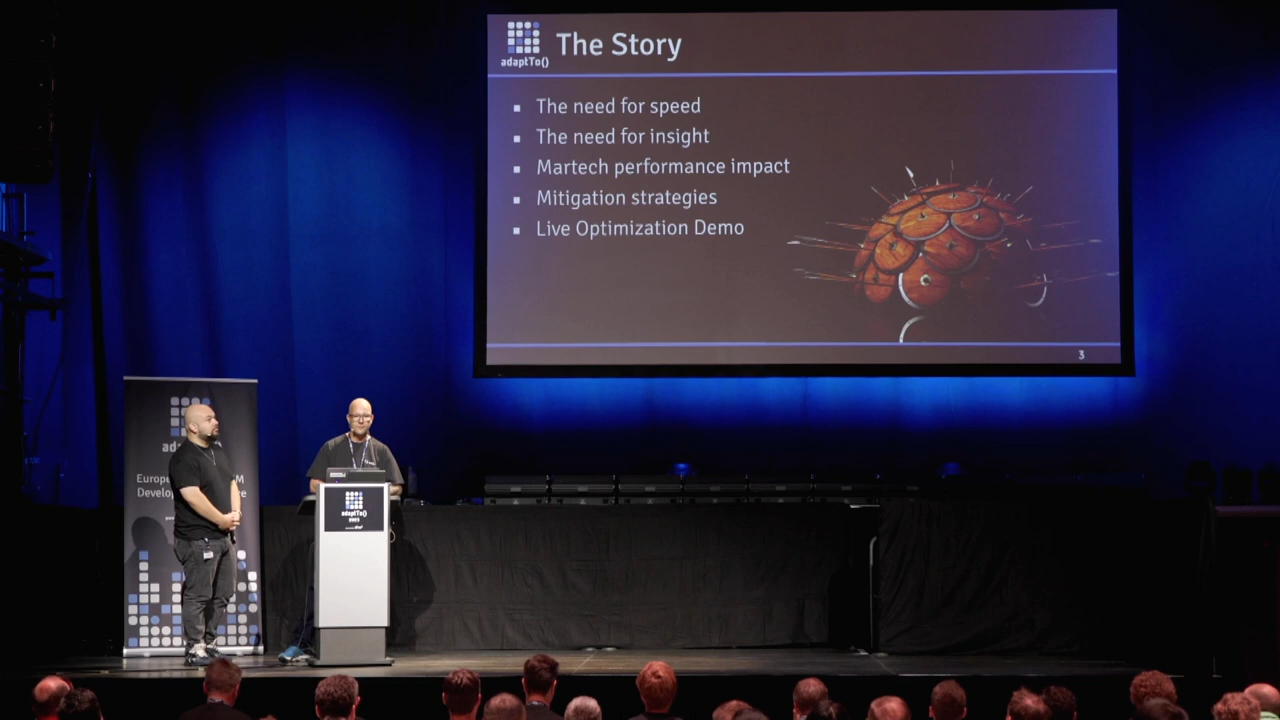 adaptTo()
The Story
The need for speed
The need for insight
Martech performance impact
Mitigation strategies
Live Optimization Demo
3
adaptTo()